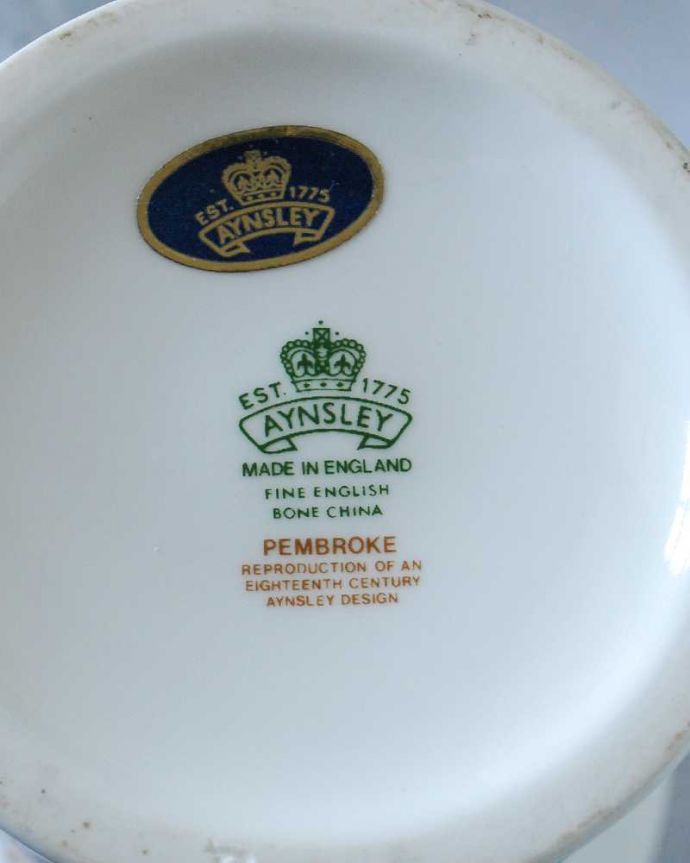 EST. 1775
AYNSLEY
EST. 1775
AYNSLEY
MADE IN ENGLAND
FINE ENGLISH
BONE CHINA
PEMBROKE
REPRODUCTION OF AN
EIGHTEENTH CENTURY
AYNSLEY DESIGN